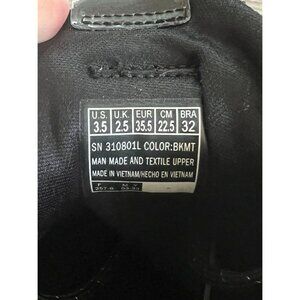 U.S. U.K. EUR CM BRA
3.5 2.5 35.5 22.5 32
SN 310801L COLOR:BKMT
MAN MADE AND TEXTILE UPPER
MADE IN VIETNAM/HECHO EN VIETNAM